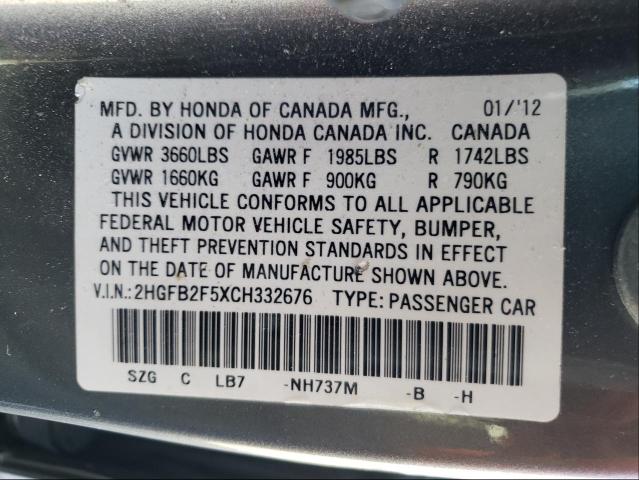 MFD. BY HONDA OF CANADA MFG., 01/'12
A DIVISION OF HONDA CANADA INC. CANADA
GVWR 3660LBS GAWR F 1985LBS R 1742LBS
GVWR 1660KG GAWR F 900KG R 790KG
THIS VEHICLE CONFORMS TO ALL APPLICABLE
FEDERAL MOTOR VEHICLE SAFETY, BUMPER,
AND THEFT PREVENTION STANDARDS IN EFFECT
ON THE DATE OF MANUFACTURE SHOWN ABOVE.
V.I.N.:2HGFB2F5XCH332676 TYPE: PASSENGER CAR
SZG C LB7 -NH737M -B -H